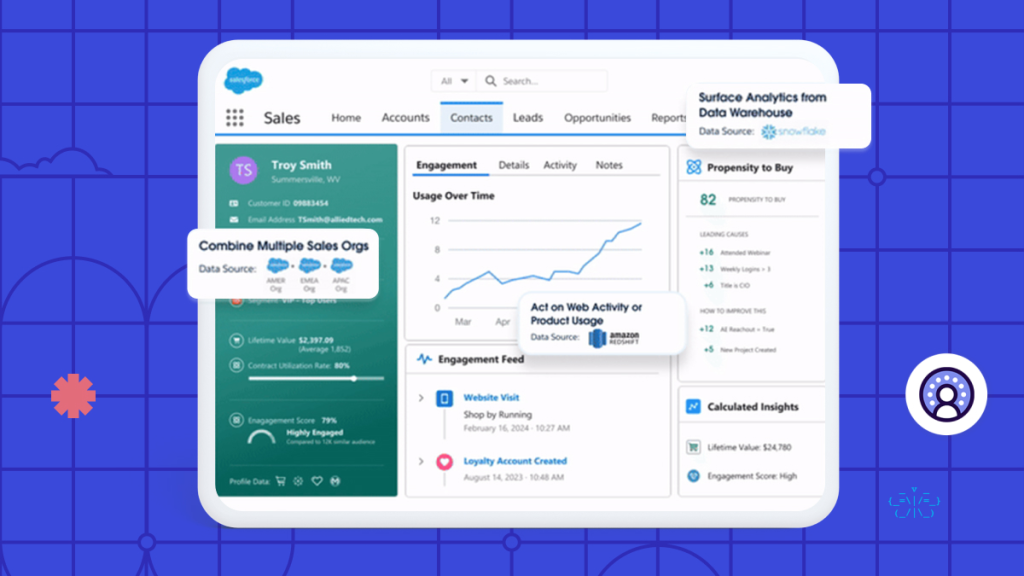 salesforce
All
Search...
Sales
Home Accounts Contacts Leads Opportunities Reports
Surface Analytics from
Data Warehouse
Data Source: snowflake
TS
Troy Smith
Summersville, WV
Customer ID 09883454
Email Address TSmith@alliedtech.com
Combine Multiple Sales Orgs
Data Source:
AMER
Org
EMEA
Org
APAC
Org
Segment: VIP - Top Users
Lifetime Value $2,397.09
(Average 1,852)
Contract Utilization Rate: 80%
Enagagement Score 79%
Highly Engaged
Compared to 12K similar audience
Profile Data:
Engagement Details Activity Notes
Usage Over Time
12
8
4
0
Mar Apr
Act on Web Activity or
Product Usage
Data Source: amazon
REDSHIFT
Engagement Feed
Website Visit
Shop by Running
February 16, 2024 · 10:27 AM
Loyalty Account Created
August 14, 2023 · 10:48 AM
Propensity to Buy
82 PROPENSITY TO BUY
LEADING CAUSES
+16 Attended Webinar
+13 Weekly Logins > 3
+6 Title is CIO
HOW TO IMPROVE THIS
+12 AE Reachout = True
+5 New Project Created
Calculated Insights
Lifetime Value: $24,780
Engagement Score: High